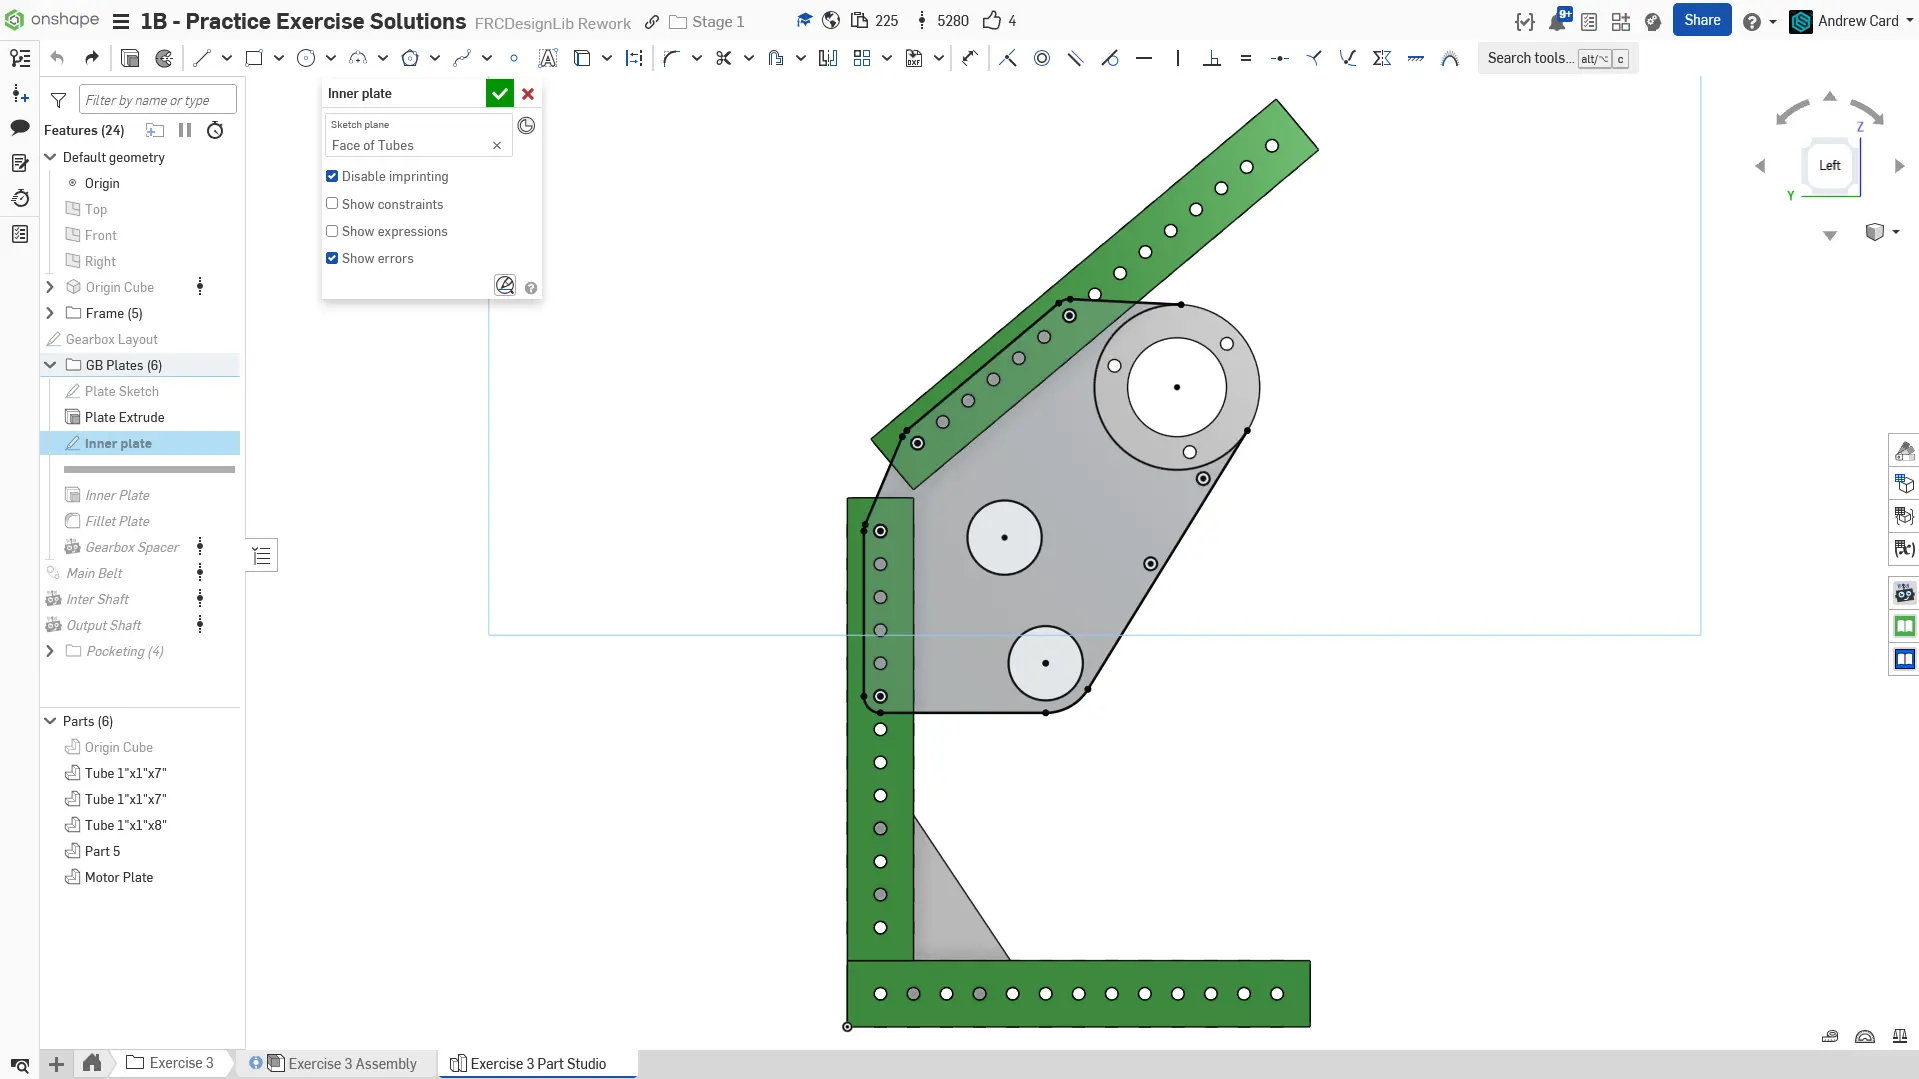 onshape
1B - Practice Exercise Solutions
FRCDesignLib Rework
Stage 1
225
5280
4
9+
Share
Andrew Card
Search tools... alt/⌥ c
Filter by name or type
Features (24)
Default geometry
Origin
Top
Front
Right
Origin Cube
Frame (5)
Gearbox Layout
GB Plates (6)
Plate Sketch
Plate Extrude
Inner plate
Inner Plate
Fillet Plate
Gearbox Spacer
Main Belt
Inter Shaft
Output Shaft
Pocketing (4)
Parts (6)
Origin Cube
Tube 1"x1"x7"
Tube 1"x1"x7"
Tube 1"x1"x8"
Part 5
Motor Plate
Inner plate
Sketch plane
Face of Tubes
Disable imprinting
Show constraints
Show expressions
Show errors
Z
Left
Y
Exercise 3
Exercise 3 Assembly
Exercise 3 Part Studio